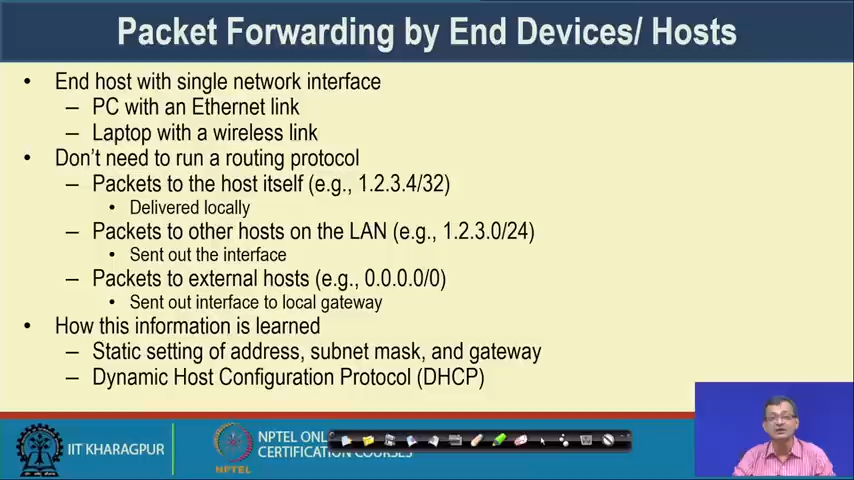 Packet Forwarding by End Devices/ Hosts
• End host with single network interface
– PC with an Ethernet link
– Laptop with a wireless link
• Don't need to run a routing protocol
– Packets to the host itself (e.g., 1.2.3.4/32)
• Delivered locally
– Packets to other hosts on the LAN (e.g., 1.2.3.0/24)
• Sent out the interface
– Packets to external hosts (e.g., 0.0.0.0/0)
• Sent out interface to local gateway
• How this information is learned
– Static setting of address, subnet mask, and gateway
– Dynamic Host Configuration Protocol (DHCP)
IIT KHARAGPUR
NPTEL
NPTEL ONL
CERTIFICATION COURSES